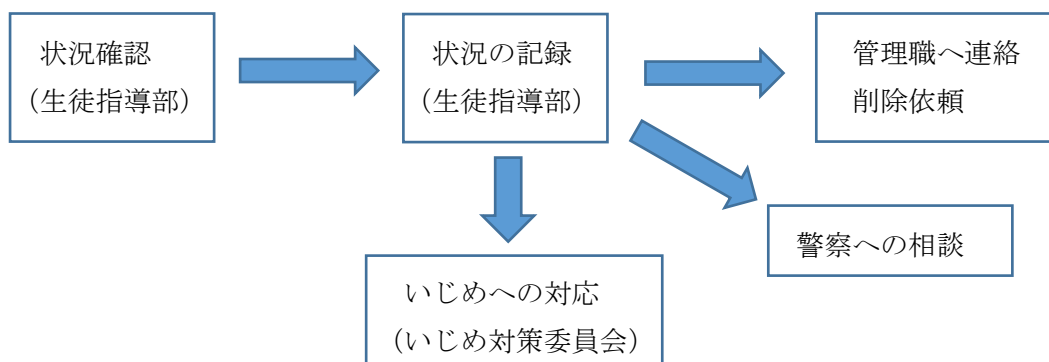 状況確認
(生徒指導部)
状況の記録
(生徒指導部)
管理職へ連絡
削除依頼
警察への相談
いじめへの対応
(いじめ対策委員会)